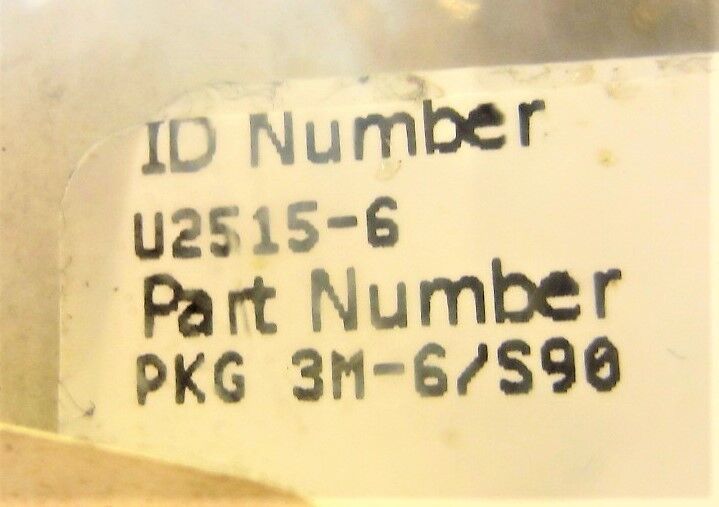 ID Number
U2515-6
Part Number
PKG 3M-6/S90